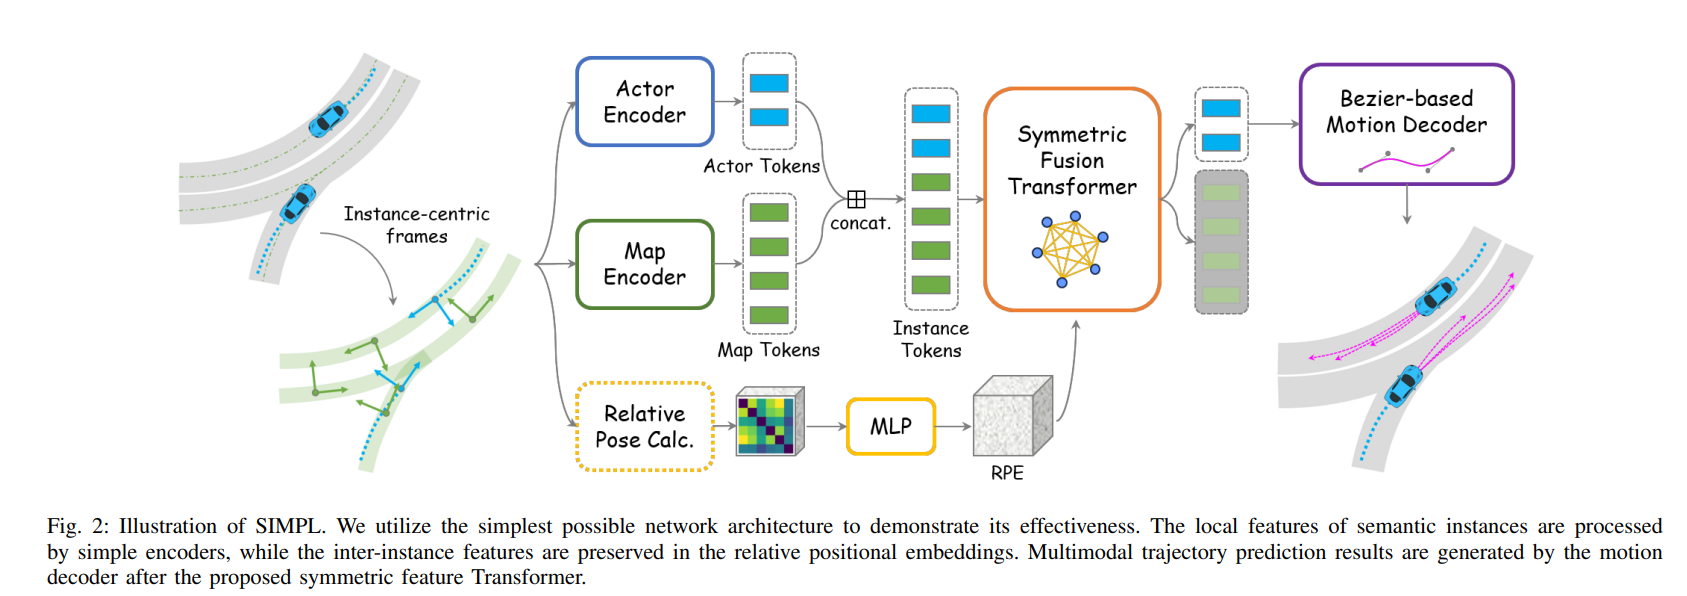 Instance-centric
frames
Actor
Encoder
Actor Tokens
Map
Encoder
Map Tokens
Relative
Pose Calc.
MLP
RPE
concat.
Instance
Tokens
Symmetric
Fusion
Transformer
Bezier-based
Motion Decoder
Fig. 2: Illustration of SIMPL. We utilize the simplest possible network architecture to demonstrate its effectiveness. The local features of semantic instances are processed
by simple encoders, while the inter-instance features are preserved in the relative positional embeddings. Multimodal trajectory prediction results are generated by the motion
decoder after the proposed symmetric feature Transformer.